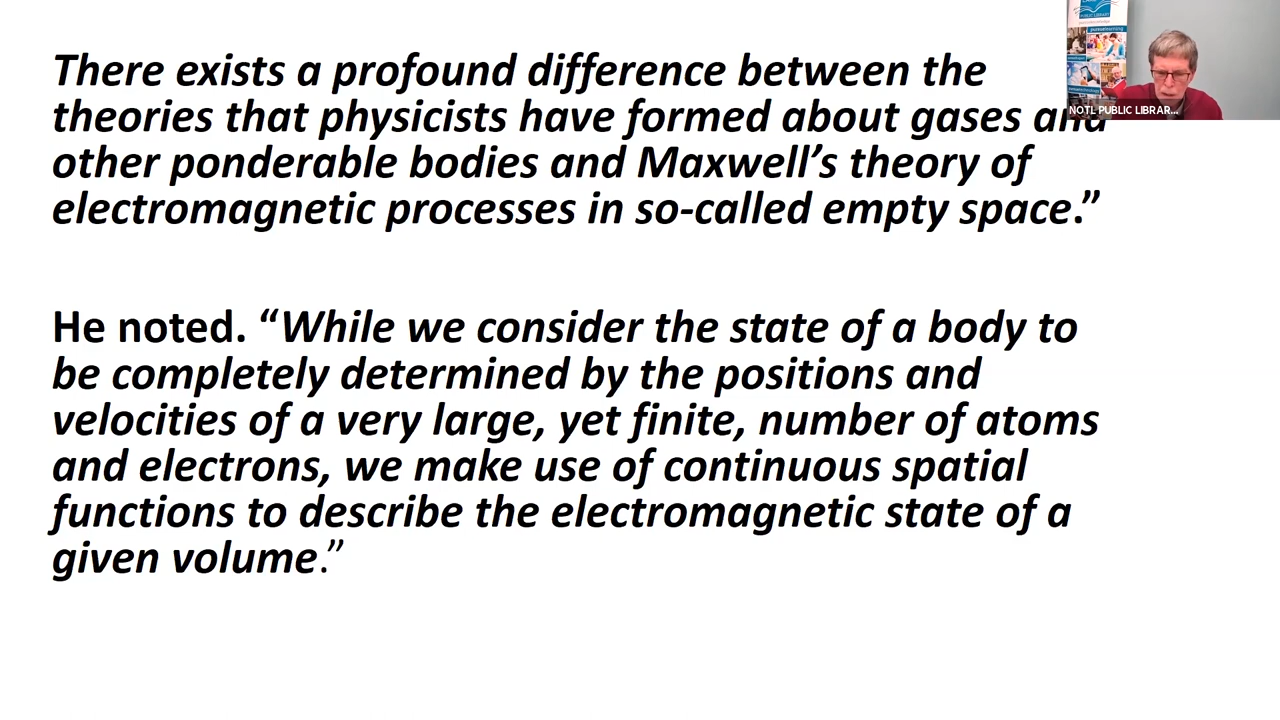 There exists a profound difference between the
theories that physicists have formed about gases and
other ponderable bodies and Maxwell’s theory of
electromagnetic processes in so-called empty space.”
He noted. “While we consider the state of a body to
be completely determined by the positions and
velocities of a very large, yet finite, number of atoms
and electrons, we make use of continuous spatial
functions to describe the electromagnetic state of a
given volume.”
PUBLIC LIBRARY
NOTL PUBLIC LIBRAR...